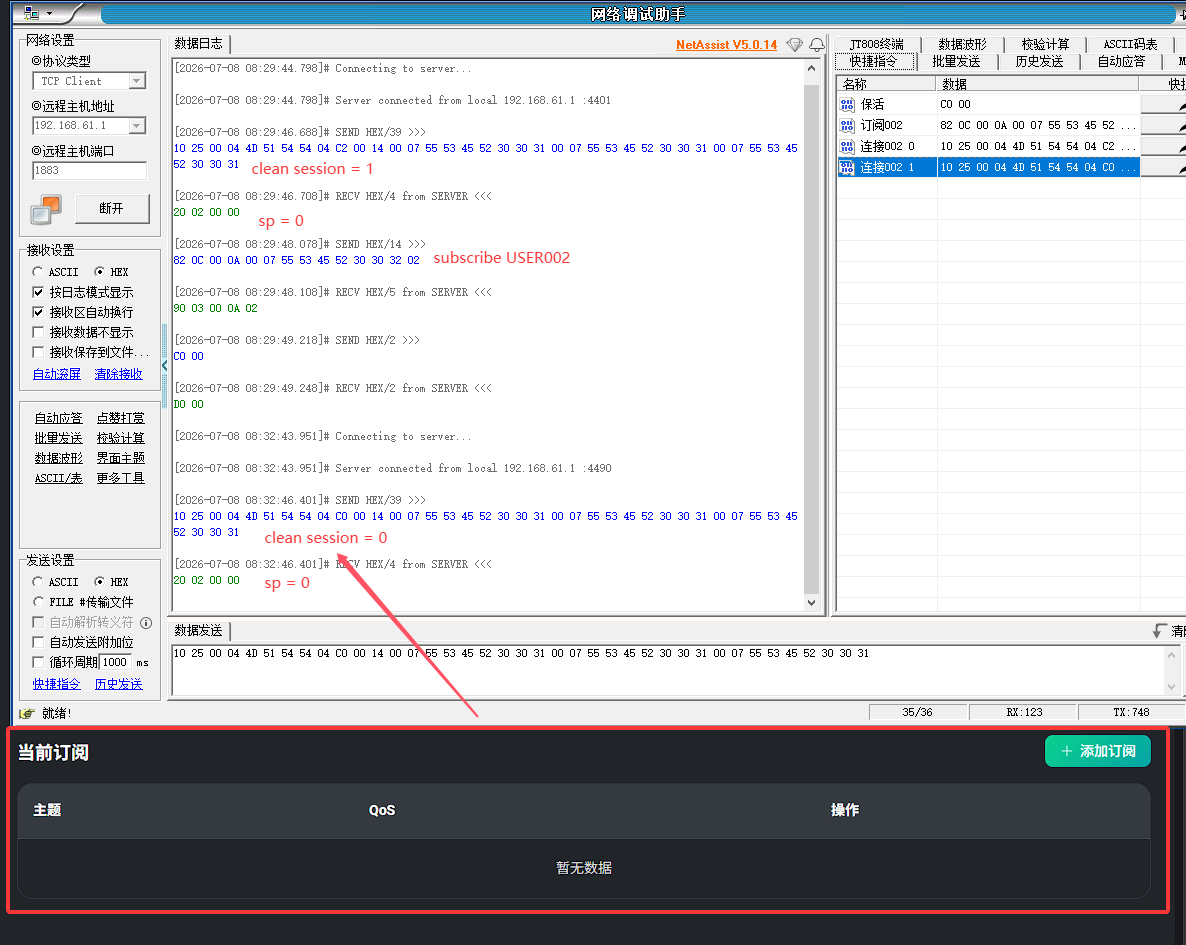 网络调试助手
网络设置
协议类型
TCP Client
远程主机地址
192.168.61.1
远程主机端口
1883
断开
接收设置
ASCII HEX
按日志模式显示
接收区自动换行
接收数据不显示
接收保存到文件...
自动滚屏 清除接收
自动应答 点赞打赏
批量发送 校验计算
数据波形 界面主题
ASCII/表 更多工具
发送设置
ASCII HEX
FILE #传输文件
自动解析转义符
自动发送附加位
循环周期 1000 ms
快捷指令 历史发送
就绪!
数据日志
NetAssist V5.0.14
[2026-07-08 08:29:44.798]# Connecting to server...
[2026-07-08 08:29:44.799]# Server connected from local 192.168.61.1 :4401
[2026-07-08 08:29:46.688]# SEND HEX/39 >>>
10 25 00 04 4D 51 54 54 04 C2 00 14 00 07 55 53 45 52 30 30 31 00 07 55 53 45 52 30 30 31 00 07 55 53 45
52 30 30 31
clean session = 1
[2026-07-08 08:29:46.708]# RECV HEX/4 from SERVER <<<
20 02 00 00
sp = 0
[2026-07-08 08:29:48.078]# SEND HEX/14 >>>
82 0C 00 0A 00 07 55 53 45 52 30 30 32 02
subscribe USER002
[2026-07-08 08:29:48.108]# RECV HEX/5 from SERVER <<<
90 03 00 0A 02
[2026-07-08 08:29:49.218]# SEND HEX/2 >>>
C0 00
[2026-07-08 08:29:49.248]# RECV HEX/2 from SERVER <<<
D0 00
[2026-07-08 08:32:43.951]# Connecting to server...
[2026-07-08 08:32:43.951]# Server connected from local 192.168.61.1 :4490
[2026-07-08 08:32:46.401]# SEND HEX/39 >>>
10 25 00 04 4D 51 54 54 04 C0 00 14 00 07 55 53 45 52 30 30 31 00 07 55 53 45 52 30 30 31 00 07 55 53 45
52 30 30 31
clean session = 0
[2026-07-08 08:32:46.401]# RECV HEX/4 from SERVER <<<
20 02 00 00
sp = 0
JT808终端 数据波形 校验计算 ASCII码表
快捷指令 批量发送 历史发送 自动应答
名称 数据
保活 C0 00
订阅002 82 0C 00 0A 00 07 55 53 45 52 ...
连接002 0 10 25 00 04 4D 51 54 54 04 C2 ...
连接002 1 10 25 00 04 4D 51 54 54 04 C0 ...
数据发送
10 25 00 04 4D 51 54 54 04 C0 00 14 00 07 55 53 45 52 30 30 31 00 07 55 53 45 52 30 30 31 00 07 55 53 45 52 30 30 31
35/36 RX:123 TX:748
当前订阅
+ 添加订阅
主题 QoS 操作
暂无数据